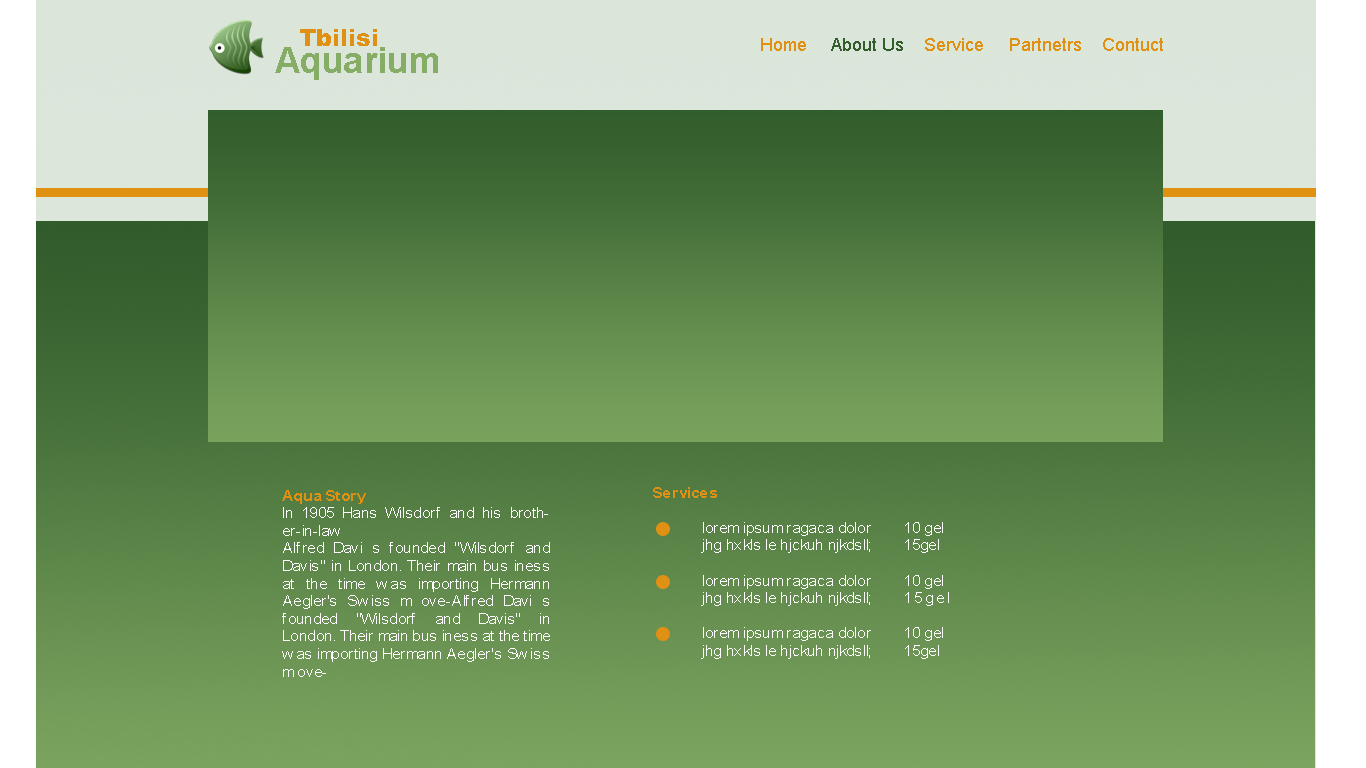 Tbilisi
Aquarium
Home About Us Service Partnetrs Contuct
Aqua Story
In 1905 Hans Wilsdorf and his broth-
er-in-law
Alfred Davi s founded "Wilsdorf and
Davis" in London. Their main bus iness
at the time w as importing Hermann
Aegler's Swiss m ove-Alfred Davi s
founded "Wilsdorf and Davis" in
London. Their main bus iness at the time
w as importing Hermann Aegler's Sw iss
m ove-
Services
lorem ipsum ragaca dolor 10 gel
jhg hxkls le hjckuh njkdsll; 15gel
lorem ipsum ragaca dolor 10 gel
jhg hxkls le hjckuh njkdsll; 15 gel
lorem ipsum ragaca dolor 10 gel
jhg hxkls le hjckuh njkdsll; 15gel